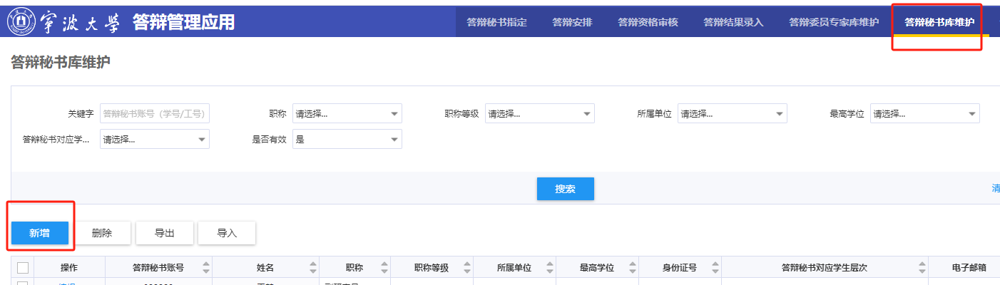 宁波大学 答辩管理应用 答辩秘书指定 答辩安排 答辩资格审核 答辩结果录入 答辩委员专家库维护 答辩秘书库维护
答辩秘书库维护
关键字 答辩秘书账号（学号/工号） 职称 请选择... 职称等级 请选择... 所属单位 请选择... 最高学位 请选择...
答辩秘书对应学... 请选择... 是否有效 是
搜索 清
新增 删除 导出 导入
操作 答辩秘书账号 姓名 职称 职称等级 所属单位 最高学位 身份证号 答辩秘书对应学生层次 电子邮箱